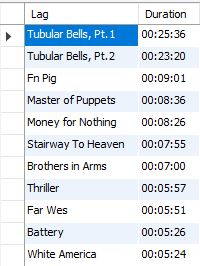 Lag Duration
Tubular Bells, Pt.1 00:25:36
Tubular Bells, Pt.2 00:23:20
Fn Pig 00:09:01
Master of Puppets 00:08:36
Money for Nothing 00:08:26
Stairway To Heaven 00:07:55
Brothers in Arms 00:07:00
Thriller 00:05:57
Far Wes 00:05:51
Battery 00:05:26
White America 00:05:24